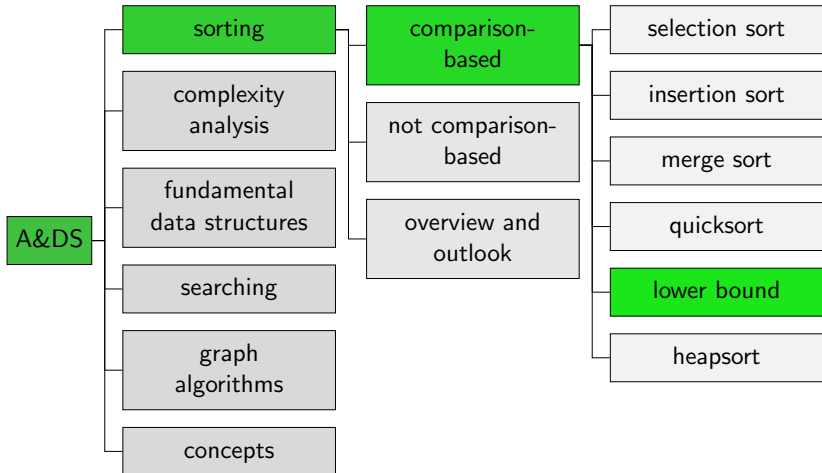 A&DS
sorting
complexity
analysis
fundamental
data structures
searching
graph
algorithms
concepts
comparison-
based
not comparison-
based
overview and
outlook
selection sort
insertion sort
merge sort
quicksort
lower bound
heapsort